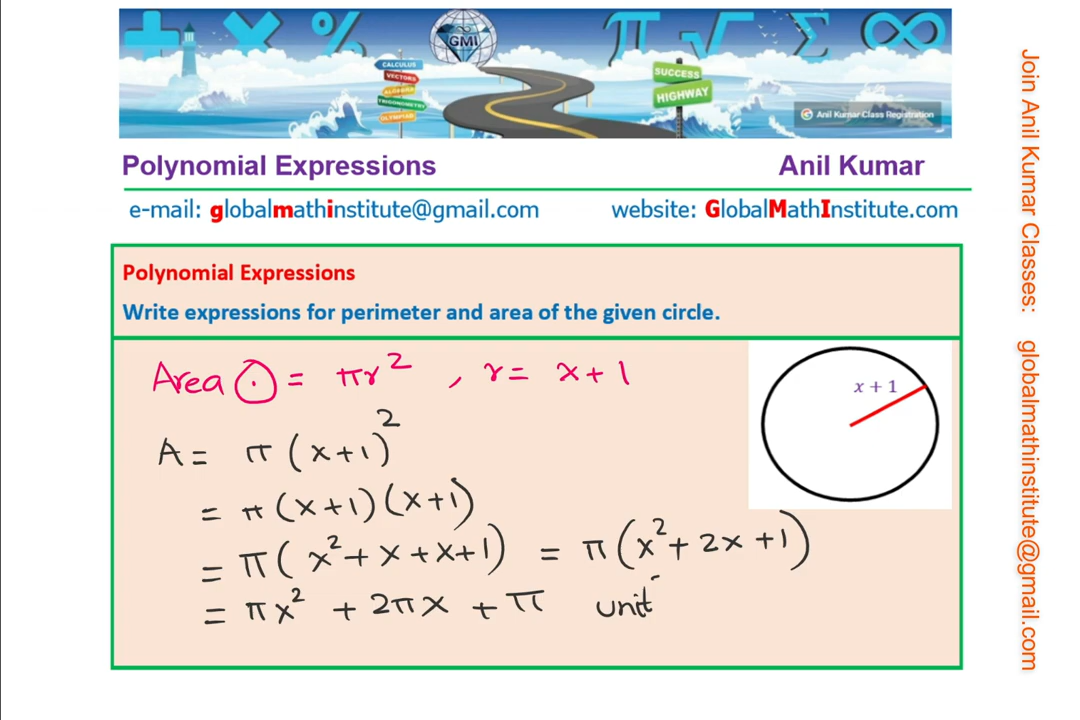 + × % π √ Σ ∞
GMI
CALCULUS
VECTORS
ALGEBRA
TRIGONOMETRY
OLYMPIAD
SUCCESS
HIGHWAY
Anil Kumar Class Registration
Polynomial Expressions Anil Kumar
e-mail: globalmathinstitute@gmail.com website: GlobalMathInstitute.com
Polynomial Expressions
Write expressions for perimeter and area of the given circle.
Area ⊙ = πr², r = x + 1
x + 1
A = π(x+1)²
= π(x+1)(x+1)
= π(x² + x + x + 1) = π(x² + 2x + 1)
= πx² + 2πx + π unit
Join Anil Kumar Classes: globalmathinstitute@gmail.com